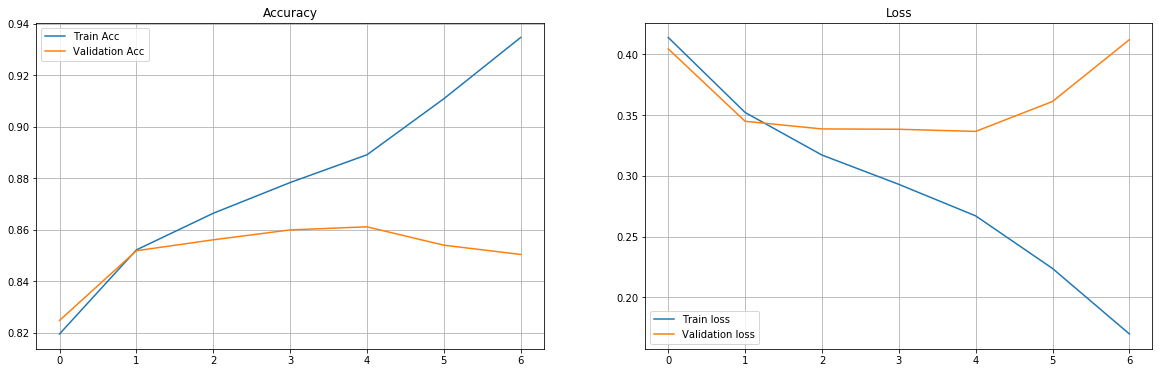 Accuracy
0.94
0.92
0.90
0.88
0.86
0.84
0.82
Train Acc
Validation Acc
0 1 2 3 4 5 6
Loss
0.40
0.35
0.30
0.25
0.20
Train loss
Validation loss
0 1 2 3 4 5 6